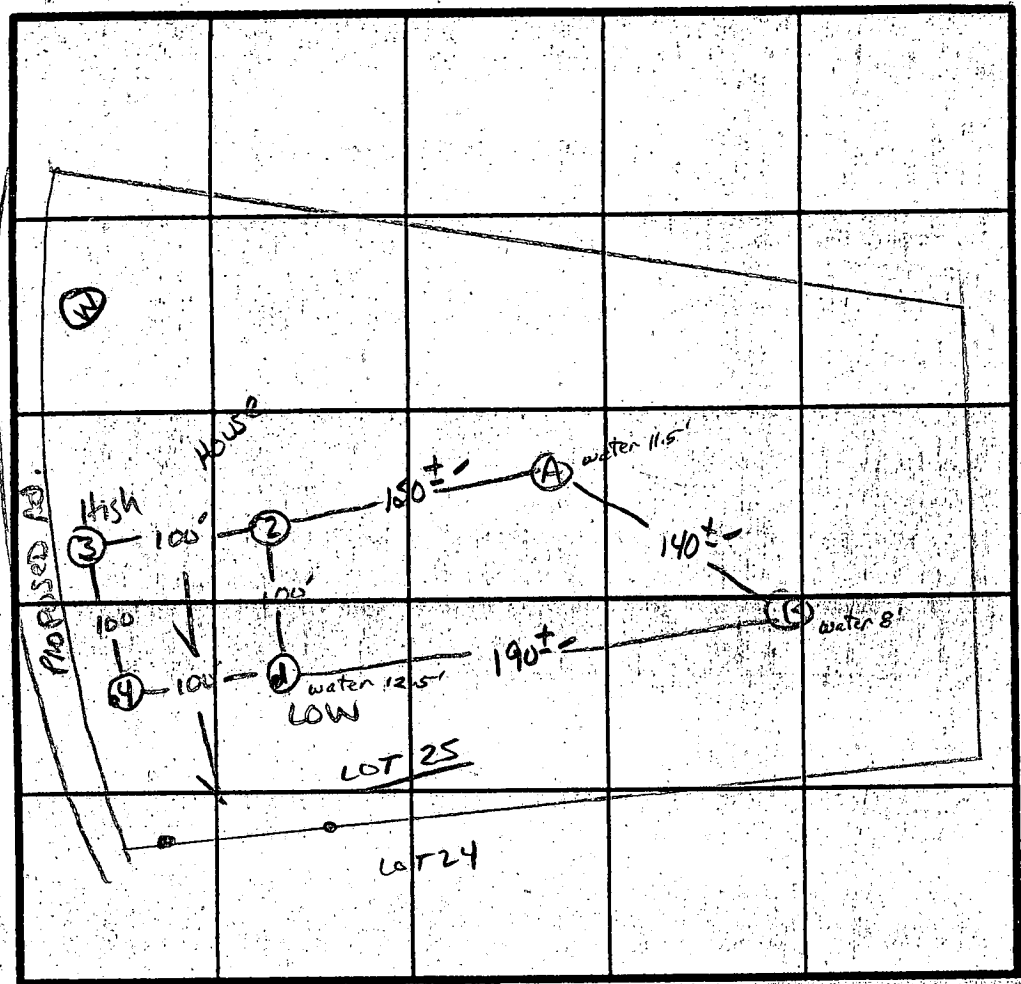 W
House
A
water 11.5'
High
3
100'
2
140±
PROPOSED RD.
100
100'
water 8'
4
100
1
water 12.5'
LOW
190±
LOT 25
LOT 24